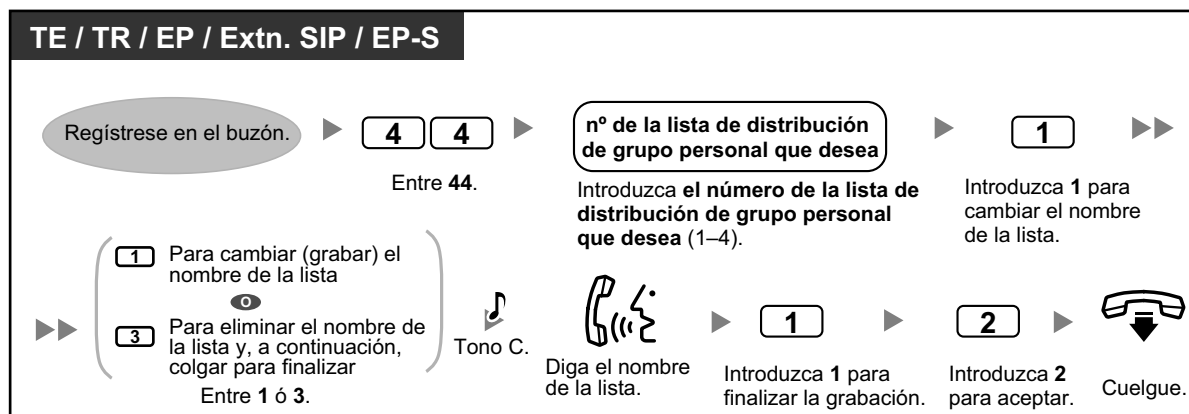 TE / TR / EP / Extn. SIP / EP-S
Regístrese en el buzón.
4 4
Entre 44.
nº de la lista de distribución
de grupo personal que desea
Introduzca el número de la lista de
distribución de grupo personal
que desea (1–4).
1
Introduzca 1 para
cambiar el nombre
de la lista.
1 Para cambiar (grabar) el
nombre de la lista
O
3 Para eliminar el nombre de
la lista y, a continuación,
colgar para finalizar
Entre 1 ó 3.
Tono C.
Diga el nombre
de la lista.
1
Introduzca 1 para
finalizar la grabación.
2
Introduzca 2
para aceptar.
Cuelgue.